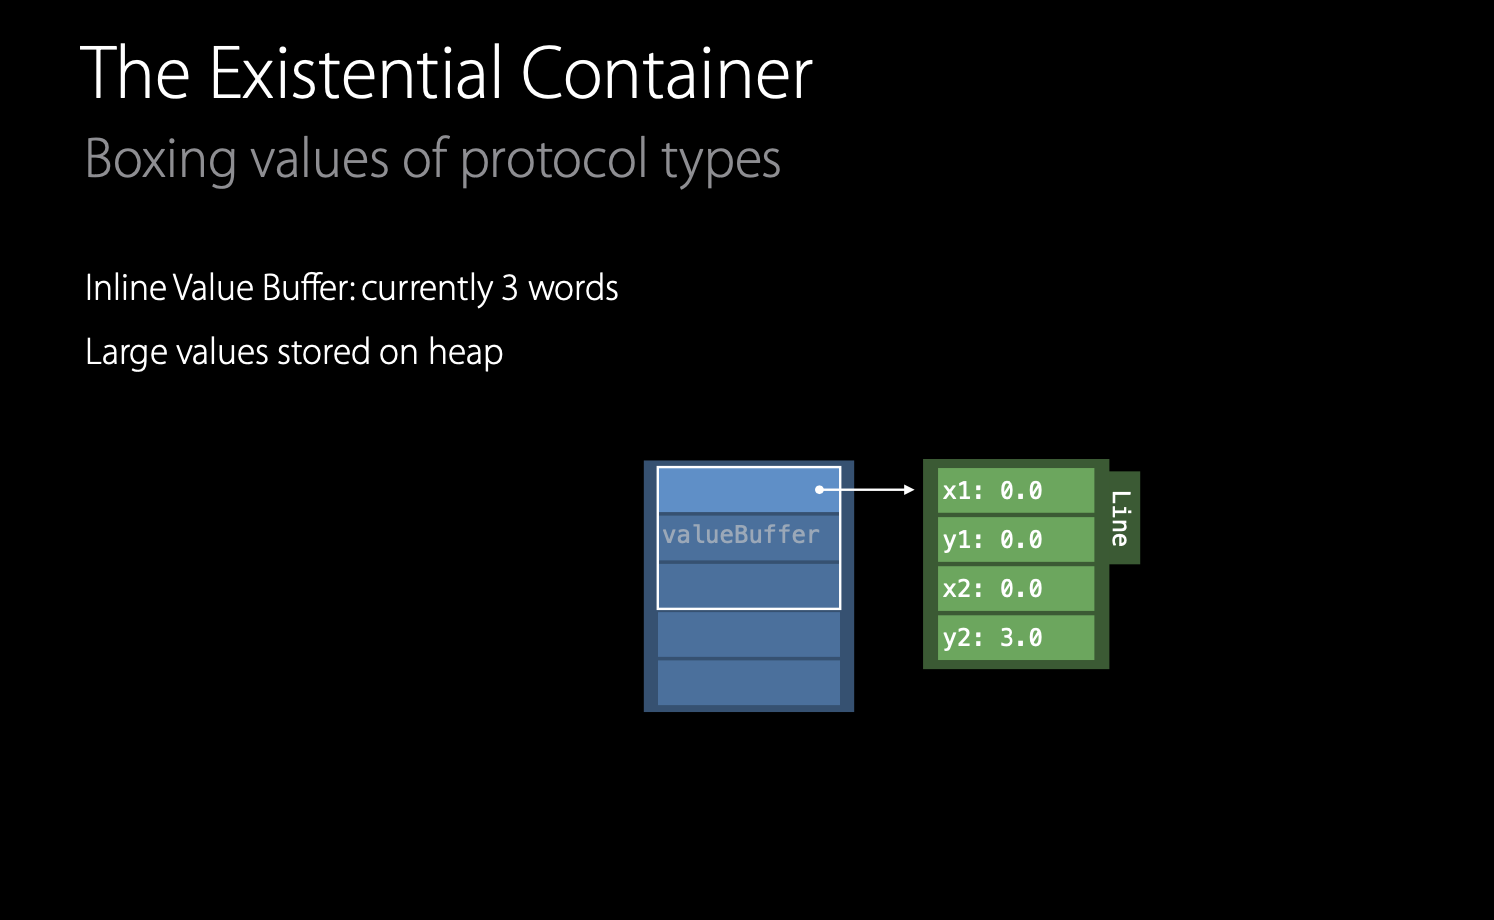 The Existential Container
Boxing values of protocol types
Inline Value Buffer: currently 3 words
Large values stored on heap
valueBuffer
x1: 0.0
y1: 0.0
x2: 0.0
y2: 3.0
Line